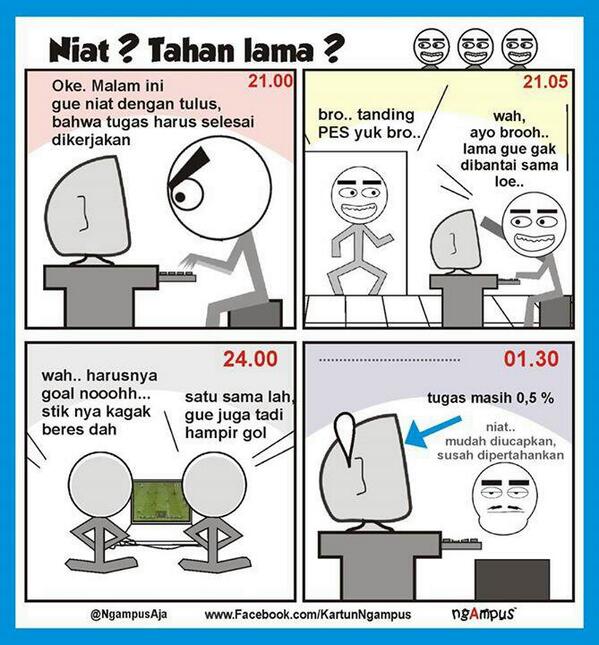 Niat ? Tahan lama ?
21.00
Oke. Malam ini
gue niat dengan tulus,
bahwa tugas harus selesai
dikerjakan
21.05
bro.. tanding
PES yuk bro..
wah,
ayo brooh..
lama gue gak
dibantai sama
loe..
24.00
wah.. harusnya
goal nooohh...
stik nya kagak
beres dah
satu sama lah,
gue juga tadi
hampir gol
01.30
tugas masih 0,5 %
niat..
mudah diucapkan,
susah dipertahankan
@NgampusAja
www.Facebook.com/KartunNgampus
ngAmpus